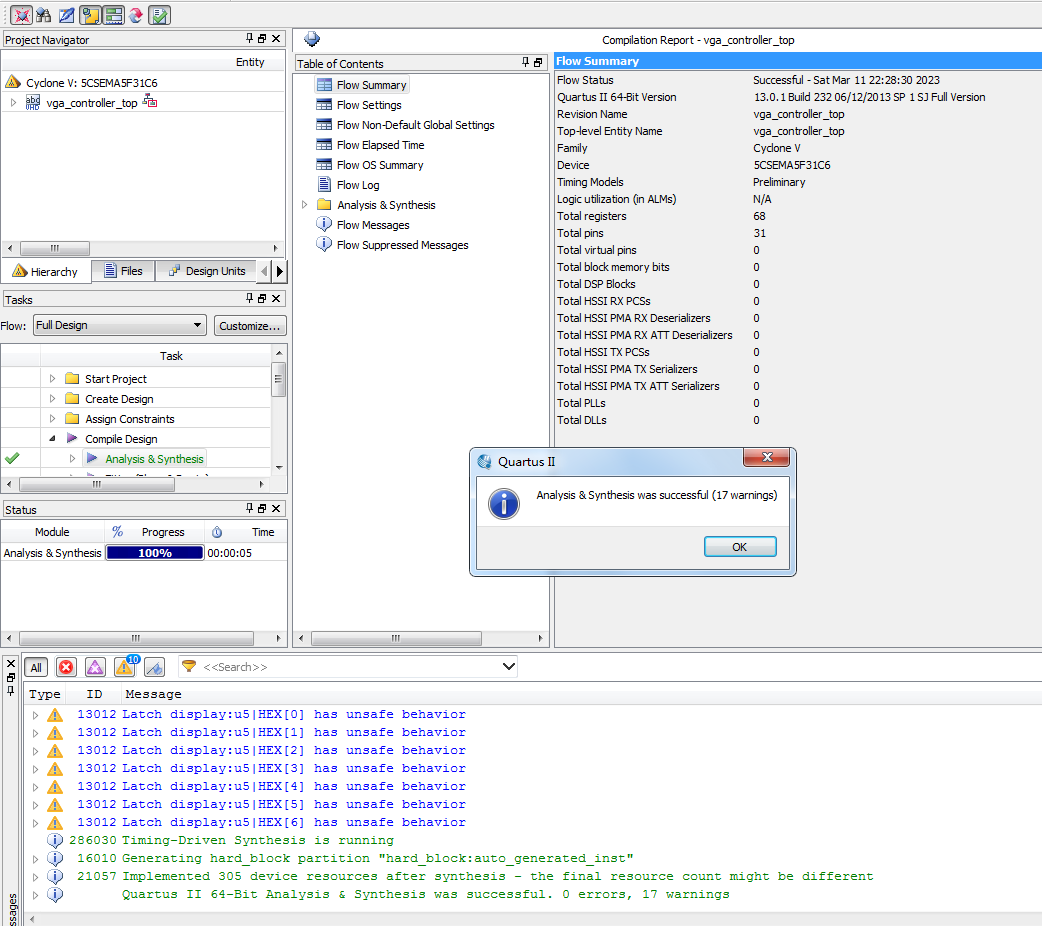 Project Navigator
Entity
Cyclone V: 5CSEMA5F31C6
vga_controller_top
Hierarchy
Files
Design Units
Tasks
Flow:
Full Design
Customize...
Task
Start Project
Create Design
Assign Constraints
Compile Design
Analysis & Synthesis
Status
Module
% Progress
Time
Analysis & Synthesis
100%
00:00:05
Compilation Report - vga_controller_top
Table of Contents
Flow Summary
Flow Settings
Flow Non-Default Global Settings
Flow Elapsed Time
Flow OS Summary
Flow Log
Analysis & Synthesis
Flow Messages
Flow Suppressed Messages
Flow Summary
Flow Status Successful - Sat Mar 11 22:28:30 2023
Quartus II 64-Bit Version 13.0.1 Build 232 06/12/2013 SP 1 SJ Full Version
Revision Name vga_controller_top
Top-level Entity Name vga_controller_top
Family Cyclone V
Device 5CSEMA5F31C6
Timing Models Preliminary
Logic utilization (in ALMs) N/A
Total registers 68
Total pins 31
Total virtual pins 0
Total block memory bits 0
Total DSP Blocks 0
Total HSSI RX PCSs 0
Total HSSI PMA RX Deserializers 0
Total HSSI PMA RX ATT Deserializers 0
Total HSSI TX PCSs 0
Total HSSI PMA TX Serializers 0
Total HSSI PMA TX ATT Serializers 0
Total PLLs 0
Total DLLs 0
Quartus II
Analysis & Synthesis was successful (17 warnings)
OK
All
10
<<Search>>
Type ID Message
13012 Latch display:u5|HEX[0] has unsafe behavior
13012 Latch display:u5|HEX[1] has unsafe behavior
13012 Latch display:u5|HEX[2] has unsafe behavior
13012 Latch display:u5|HEX[3] has unsafe behavior
13012 Latch display:u5|HEX[4] has unsafe behavior
13012 Latch display:u5|HEX[5] has unsafe behavior
13012 Latch display:u5|HEX[6] has unsafe behavior
286030 Timing-Driven Synthesis is running
16010 Generating hard_block partition "hard_block:auto_generated_inst"
21057 Implemented 305 device resources after synthesis - the final resource count might be different
Quartus II 64-Bit Analysis & Synthesis was successful. 0 errors, 17 warnings